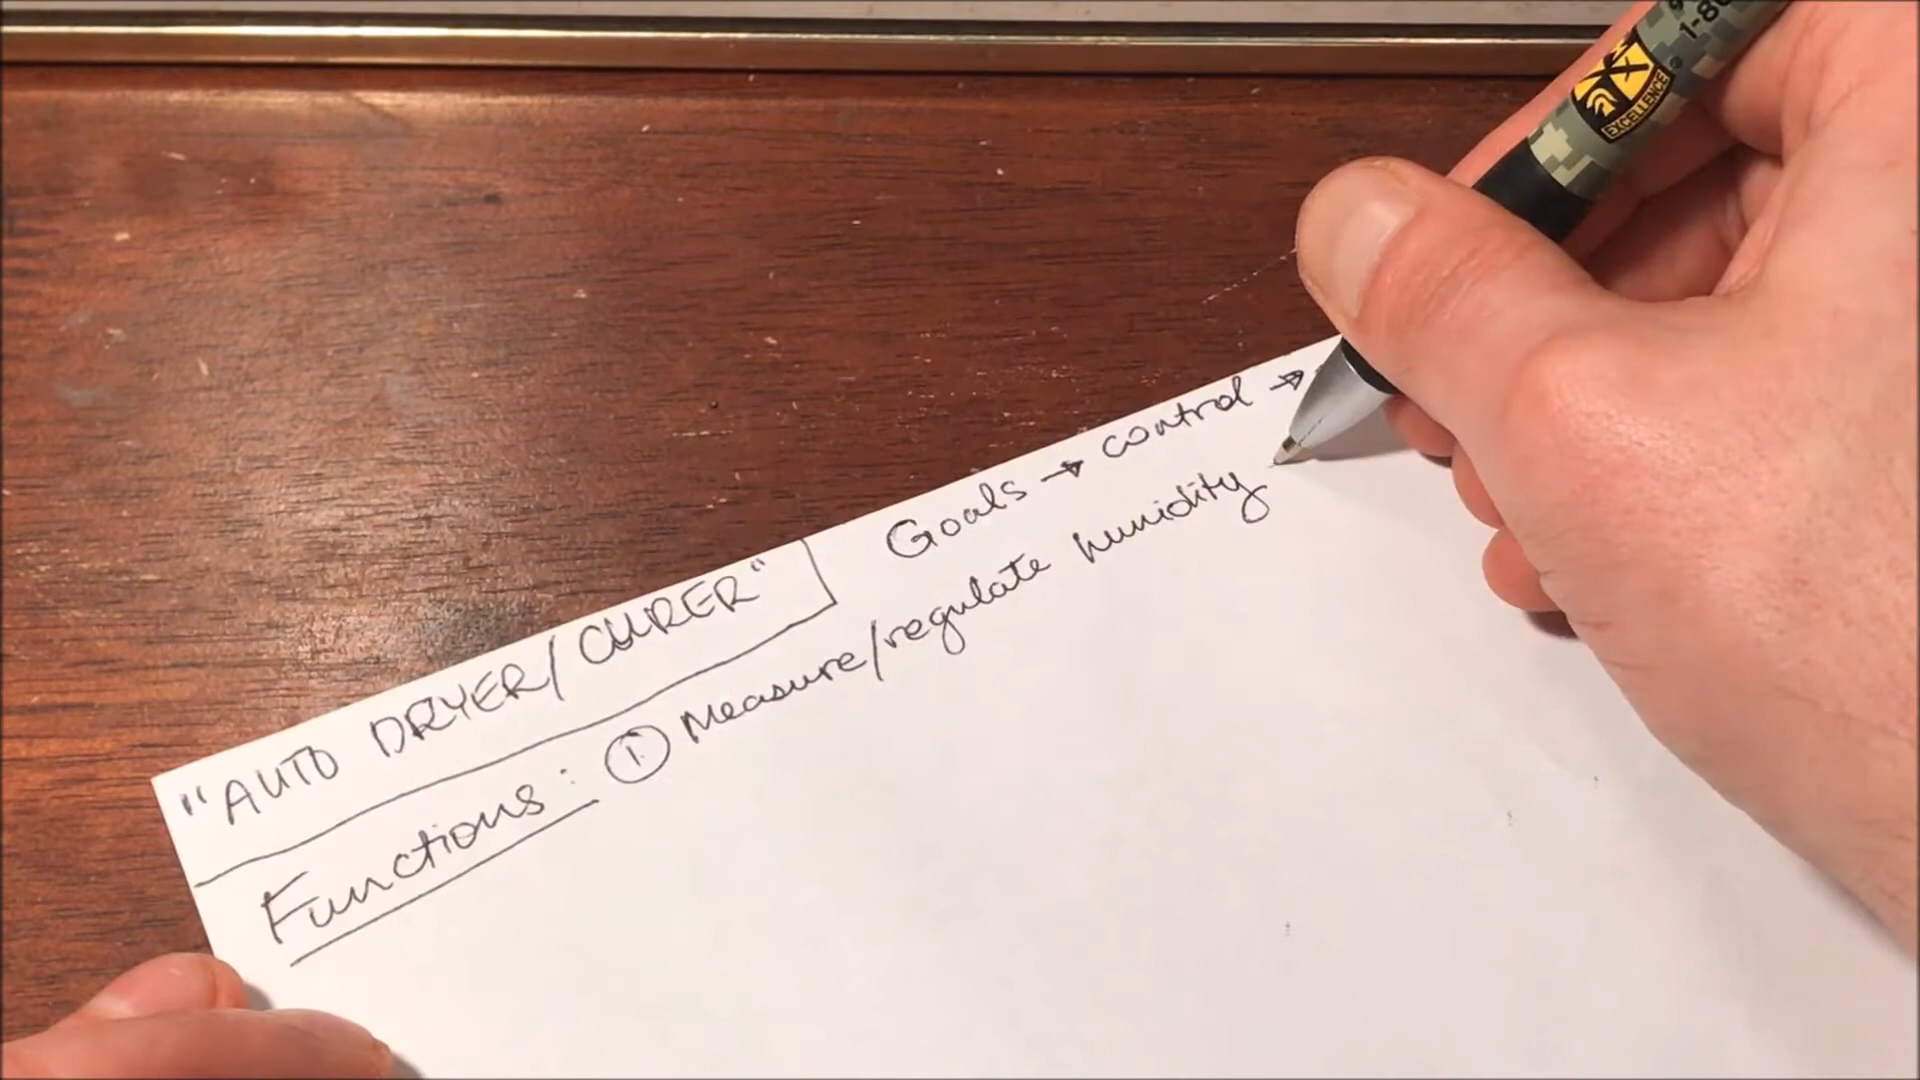 "AUTO DRYER/CURER"
Goals → control →
Functions: ① Measure/regulate humidity
EXCELLENCE
®